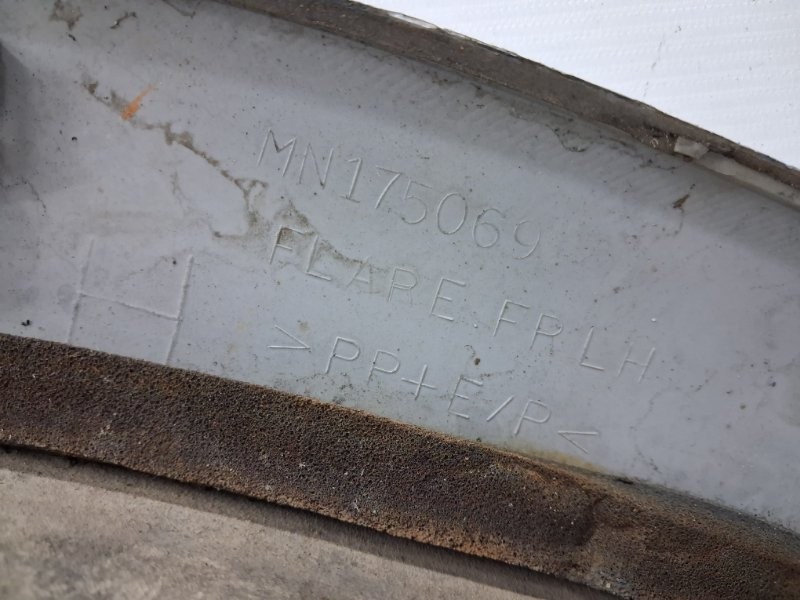 MN175069
FLARE.FR LH
>PP+E/P<
H